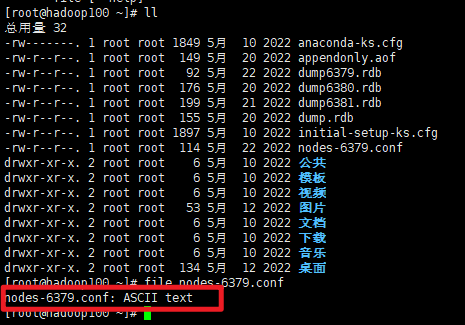 [root@hadoop100 ~]# ll
总用量 32
-rw-------. 1 root root 1849 5月  10 2022 anaconda-ks.cfg
-rw-r--r--. 1 root root  149 5月  20 2022 appendonly.aof
-rw-r--r--. 1 root root   92 5月  22 2022 dump6379.rdb
-rw-r--r--. 1 root root  176 5月  20 2022 dump6380.rdb
-rw-r--r--. 1 root root  199 5月  21 2022 dump6381.rdb
-rw-r--r--. 1 root root  155 5月  20 2022 dump.rdb
-rw-r--r--. 1 root root 1897 5月  10 2022 initial-setup-ks.cfg
-rw-r--r--. 1 root root  114 5月  22 2022 nodes-6379.conf
drwxr-xr-x. 2 root root    6 5月  10 2022 公共
drwxr-xr-x. 2 root root    6 5月  10 2022 模板
drwxr-xr-x. 2 root root    6 5月  10 2022 视频
drwxr-xr-x. 2 root root   53 5月  12 2022 图片
drwxr-xr-x. 2 root root    6 5月  10 2022 文档
drwxr-xr-x. 2 root root    6 5月  10 2022 下载
drwxr-xr-x. 2 root root    6 5月  10 2022 音乐
drwxr-xr-x. 2 root root  134 5月  12 2022 桌面
[root@hadoop100 ~]# file nodes-6379.conf
nodes-6379.conf: ASCII text
[root@hadoop100 ~]#